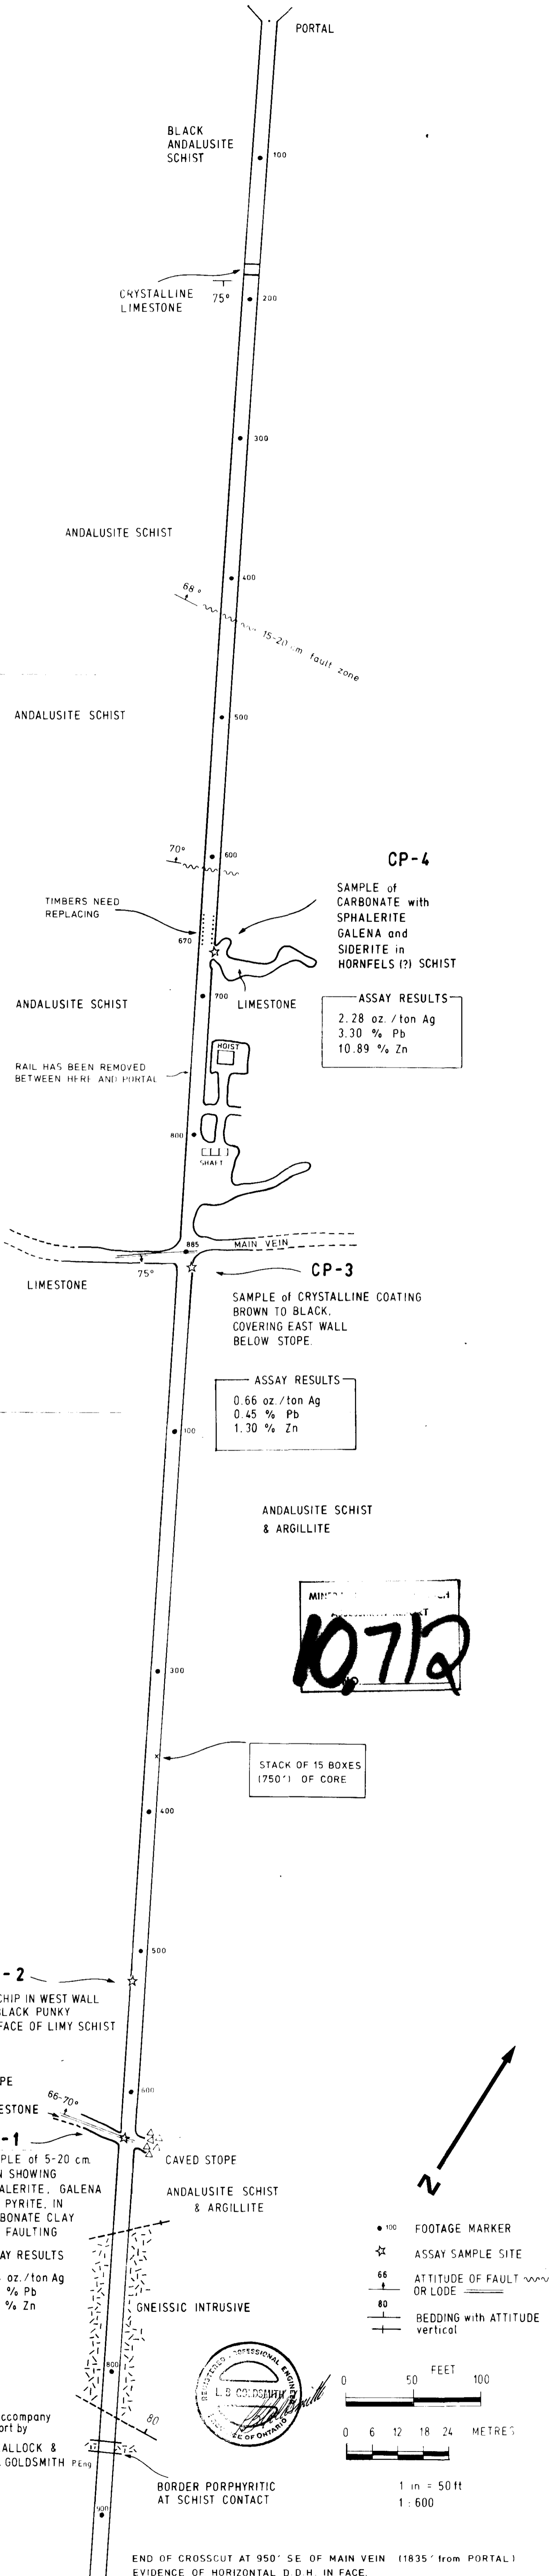 PORTAL
BLACK
ANDALUSITE
SCHIST
100
CRYSTALLINE
LIMESTONE
75°
200
300
ANDALUSITE SCHIST
400
68°
15-20 cm fault zone
ANDALUSITE SCHIST
500
70°
600
CP-4
SAMPLE of
CARBONATE with
SPHALERITE
GALENA and
SIDERITE in
HORNFELS (?) SCHIST
TIMBERS NEED
REPLACING
670
ANDALUSITE SCHIST
700
LIMESTONE
ASSAY RESULTS
2.28 oz. / ton Ag
3.30 % Pb
10.89 % Zn
HOIST
RAIL HAS BEEN REMOVED
BETWEEN HERE AND PORTAL
800
SHAFT
885
MAIN VEIN
75°
LIMESTONE
CP-3
SAMPLE of CRYSTALLINE COATING
BROWN TO BLACK,
COVERING EAST WALL
BELOW STOPE.
ASSAY RESULTS
0.66 oz./ton Ag
0.45 % Pb
1.30 % Zn
100
ANDALUSITE SCHIST
& ARGILLITE
10,712
300
STACK OF 15 BOXES
(750') OF CORE
400
500
-2
CHIP IN WEST WALL
BLACK PUNKY
FACE OF LIMY SCHIST
600
PE
66-70°
ESTONE
-1
PLE of 5-20 cm.
N SHOWING
ALERITE, GALENA
PYRITE, IN
BONATE CLAY
FAULTING
CAVED STOPE
ANDALUSITE SCHIST
& ARGILLITE
AY RESULTS
oz./ton Ag
% Pb
% Zn
GNEISSIC INTRUSIVE
800
80
ccompany
ort by
ALLOCK &
GOLDSMITH PEng
BORDER PORPHYRITIC
AT SCHIST CONTACT
900
REGISTERED PROFESSIONAL ENGINEER
L. B. GOLDSMITH
OF ONTARIO
N
100 FOOTAGE MARKER
ASSAY SAMPLE SITE
66 ATTITUDE OF FAULT
OR LODE
80 BEDDING with ATTITUDE
vertical
FEET
0 50 100
0 6 12 18 24 METRES
1 in = 50 ft
1 : 600
END OF CROSSCUT AT 950' SE OF MAIN VEIN (1835' from PORTAL)
EVIDENCE OF HORIZONTAL D.D.H. IN FACE.